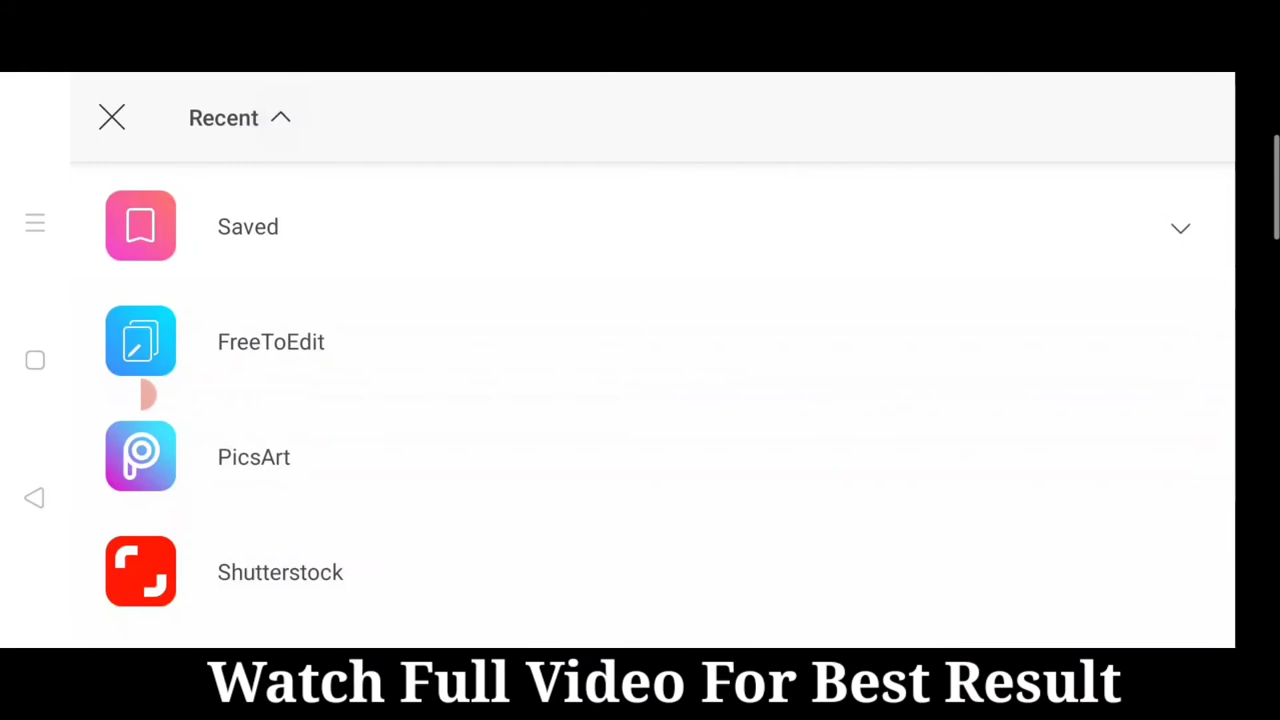 Recent
Saved
FreeToEdit
PicsArt
Shutterstock
Watch Full Video For Best Result